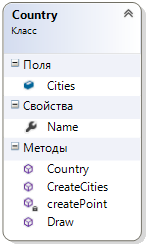 Country
Класс
Поля
Cities
Свойства
Name
Методы
Country
CreateCities
createPoint
Draw